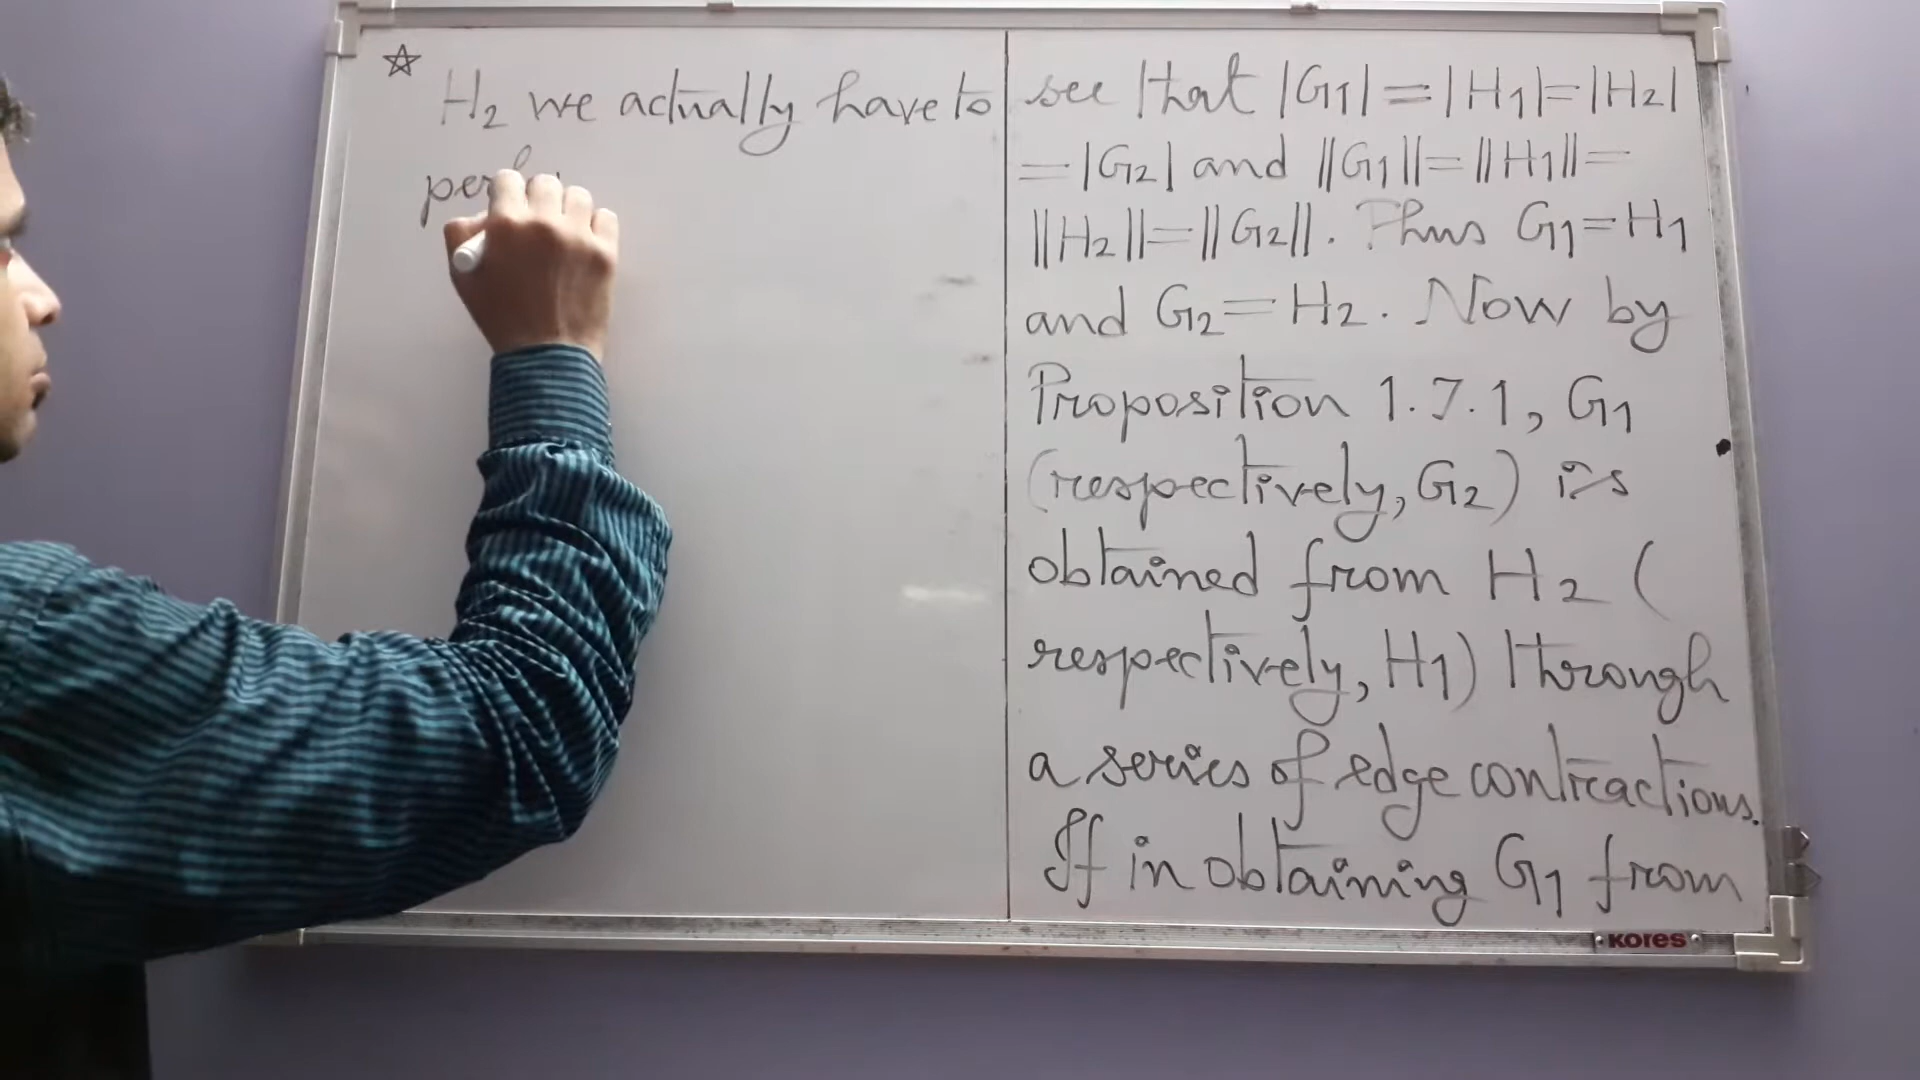 ☆
H₂ we actually have to
see that |G₁|=|H₁|=|H₂|
=|G₂| and ||G₁||=||H₁||=
||H₂||=||G₂||. Thus G₁=H₁
and G₂=H₂. Now by
Proposition 1.7.1, G₁
(respectively, G₂) is
obtained from H₂ (
respectively, H₁) through
a series of edge contractions.
If in obtaining G₁ from
KORES